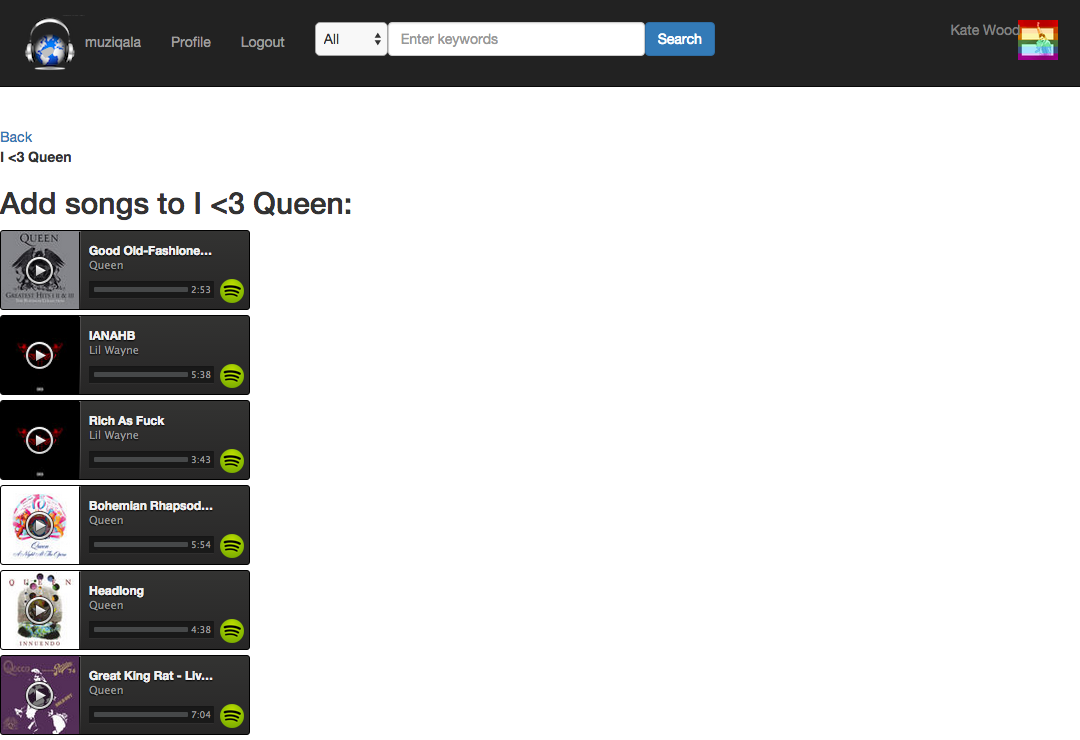 muziqala Profile Logout All Enter keywords Search Kate Wood
Back
I <3 Queen
Add songs to I <3 Queen:
QUEEN
GREATEST HITS I II & III
Good Old-Fashione...
Queen
2:53
IANAHB
Lil Wayne
5:38
Rich As Fuck
Lil Wayne
3:43
Queen
A Night At The Opera
Bohemian Rhapsod...
Queen
5:54
QUEEN
INNUENDO
Headlong
Queen
4:38
Queen
Great King Rat - Liv...
Queen
7:04